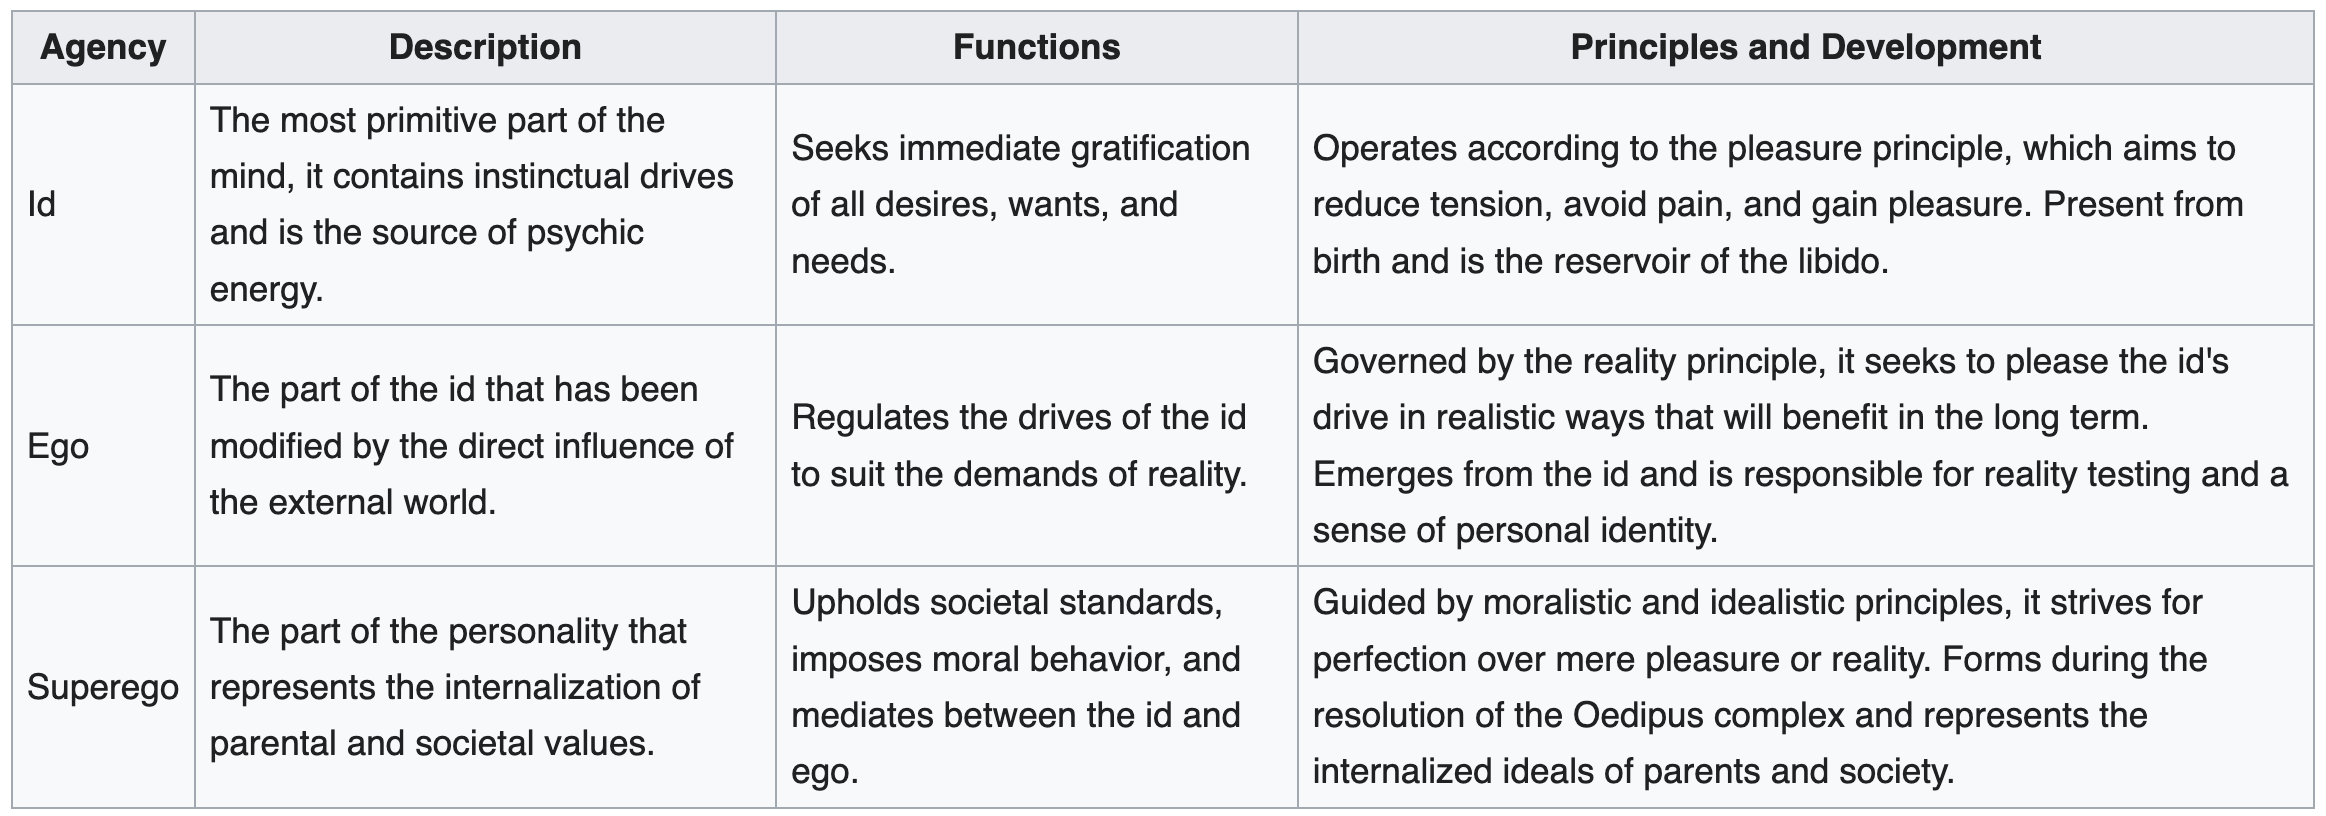 Agency
Description
Functions
Principles and Development
Id
The most primitive part of the
mind, it contains instinctual drives
and is the source of psychic
energy.
Seeks immediate gratification
of all desires, wants, and
needs.
Operates according to the pleasure principle, which aims to
reduce tension, avoid pain, and gain pleasure. Present from
birth and is the reservoir of the libido.
Ego
The part of the id that has been
modified by the direct influence of
the external world.
Regulates the drives of the id
to suit the demands of reality.
Governed by the reality principle, it seeks to please the id's
drive in realistic ways that will benefit in the long term.
Emerges from the id and is responsible for reality testing and a
sense of personal identity.
Superego
The part of the personality that
represents the internalization of
parental and societal values.
Upholds societal standards,
imposes moral behavior, and
mediates between the id and
ego.
Guided by moralistic and idealistic principles, it strives for
perfection over mere pleasure or reality. Forms during the
resolution of the Oedipus complex and represents the
internalized ideals of parents and society.